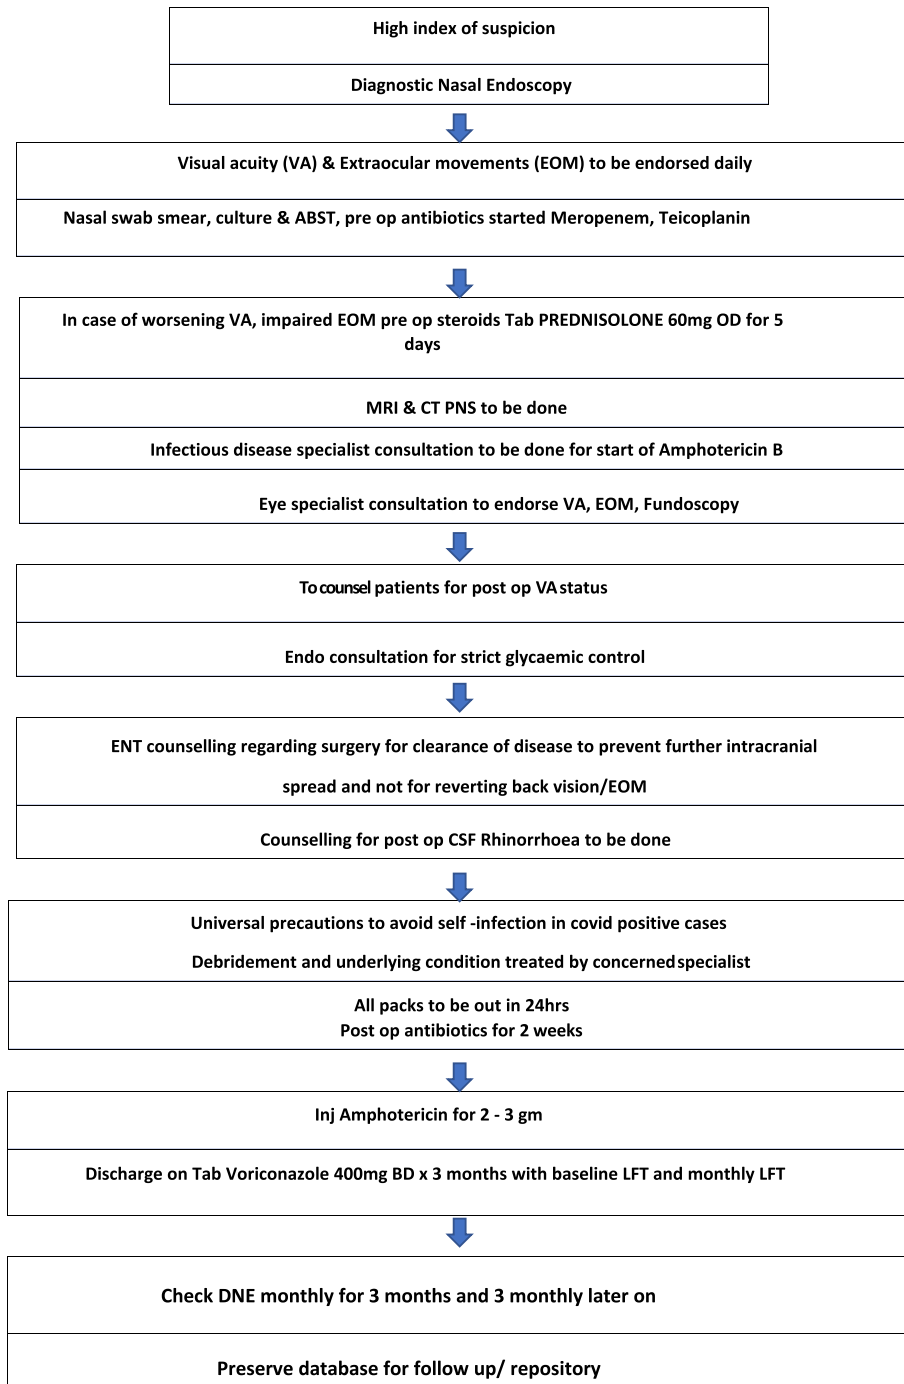 High index of suspicion
Diagnostic Nasal Endoscopy
Visual acuity (VA) & Extraocular movements (EOM) to be endorsed daily
Nasal swab smear, culture & ABST, pre op antibiotics started Meropenem, Teicoplanin
In case of worsening VA, impaired EOM pre op steroids Tab PREDNISOLONE 60mg OD for 5
days
MRI & CT PNS to be done
Infectious disease specialist consultation to be done for start of Amphotericin B
Eye specialist consultation to endorse VA, EOM, Fundoscopy
To counsel patients for post op VA status
Endo consultation for strict glycaemic control
ENT counselling regarding surgery for clearance of disease to prevent further intracranial
spread and not for reverting back vision/EOM
Counselling for post op CSF Rhinorrhoea to be done
Universal precautions to avoid self -infection in covid positive cases
Debridement and underlying condition treated by concerned specialist
All packs to be out in 24hrs
Post op antibiotics for 2 weeks
Inj Amphotericin for 2 - 3 gm
Discharge on Tab Voriconazole 400mg BD x 3 months with baseline LFT and monthly LFT
Check DNE monthly for 3 months and 3 monthly later on
Preserve database for follow up/ repository